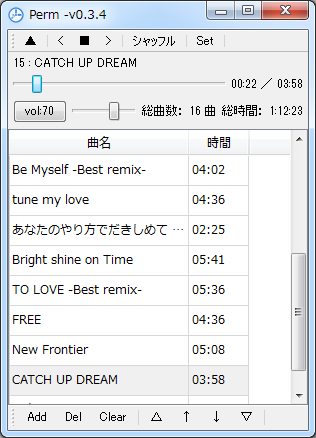 Perm -v0.3.4
▲ < ■ > シャッフル Set
15 : CATCH UP DREAM
00:22 ／ 03:58
vol:70 総曲数: 16 曲 総時間: 1:12:23
曲名 時間
Be Myself -Best remix- 04:02
tune my love 04:36
あなたのやり方でだきしめて … 02:25
Bright shine on Time 05:41
TO LOVE -Best remix- 05:36
FREE 04:36
New Frontier 05:08
CATCH UP DREAM 03:58
Add Del Clear △ ↑ ↓ ▽